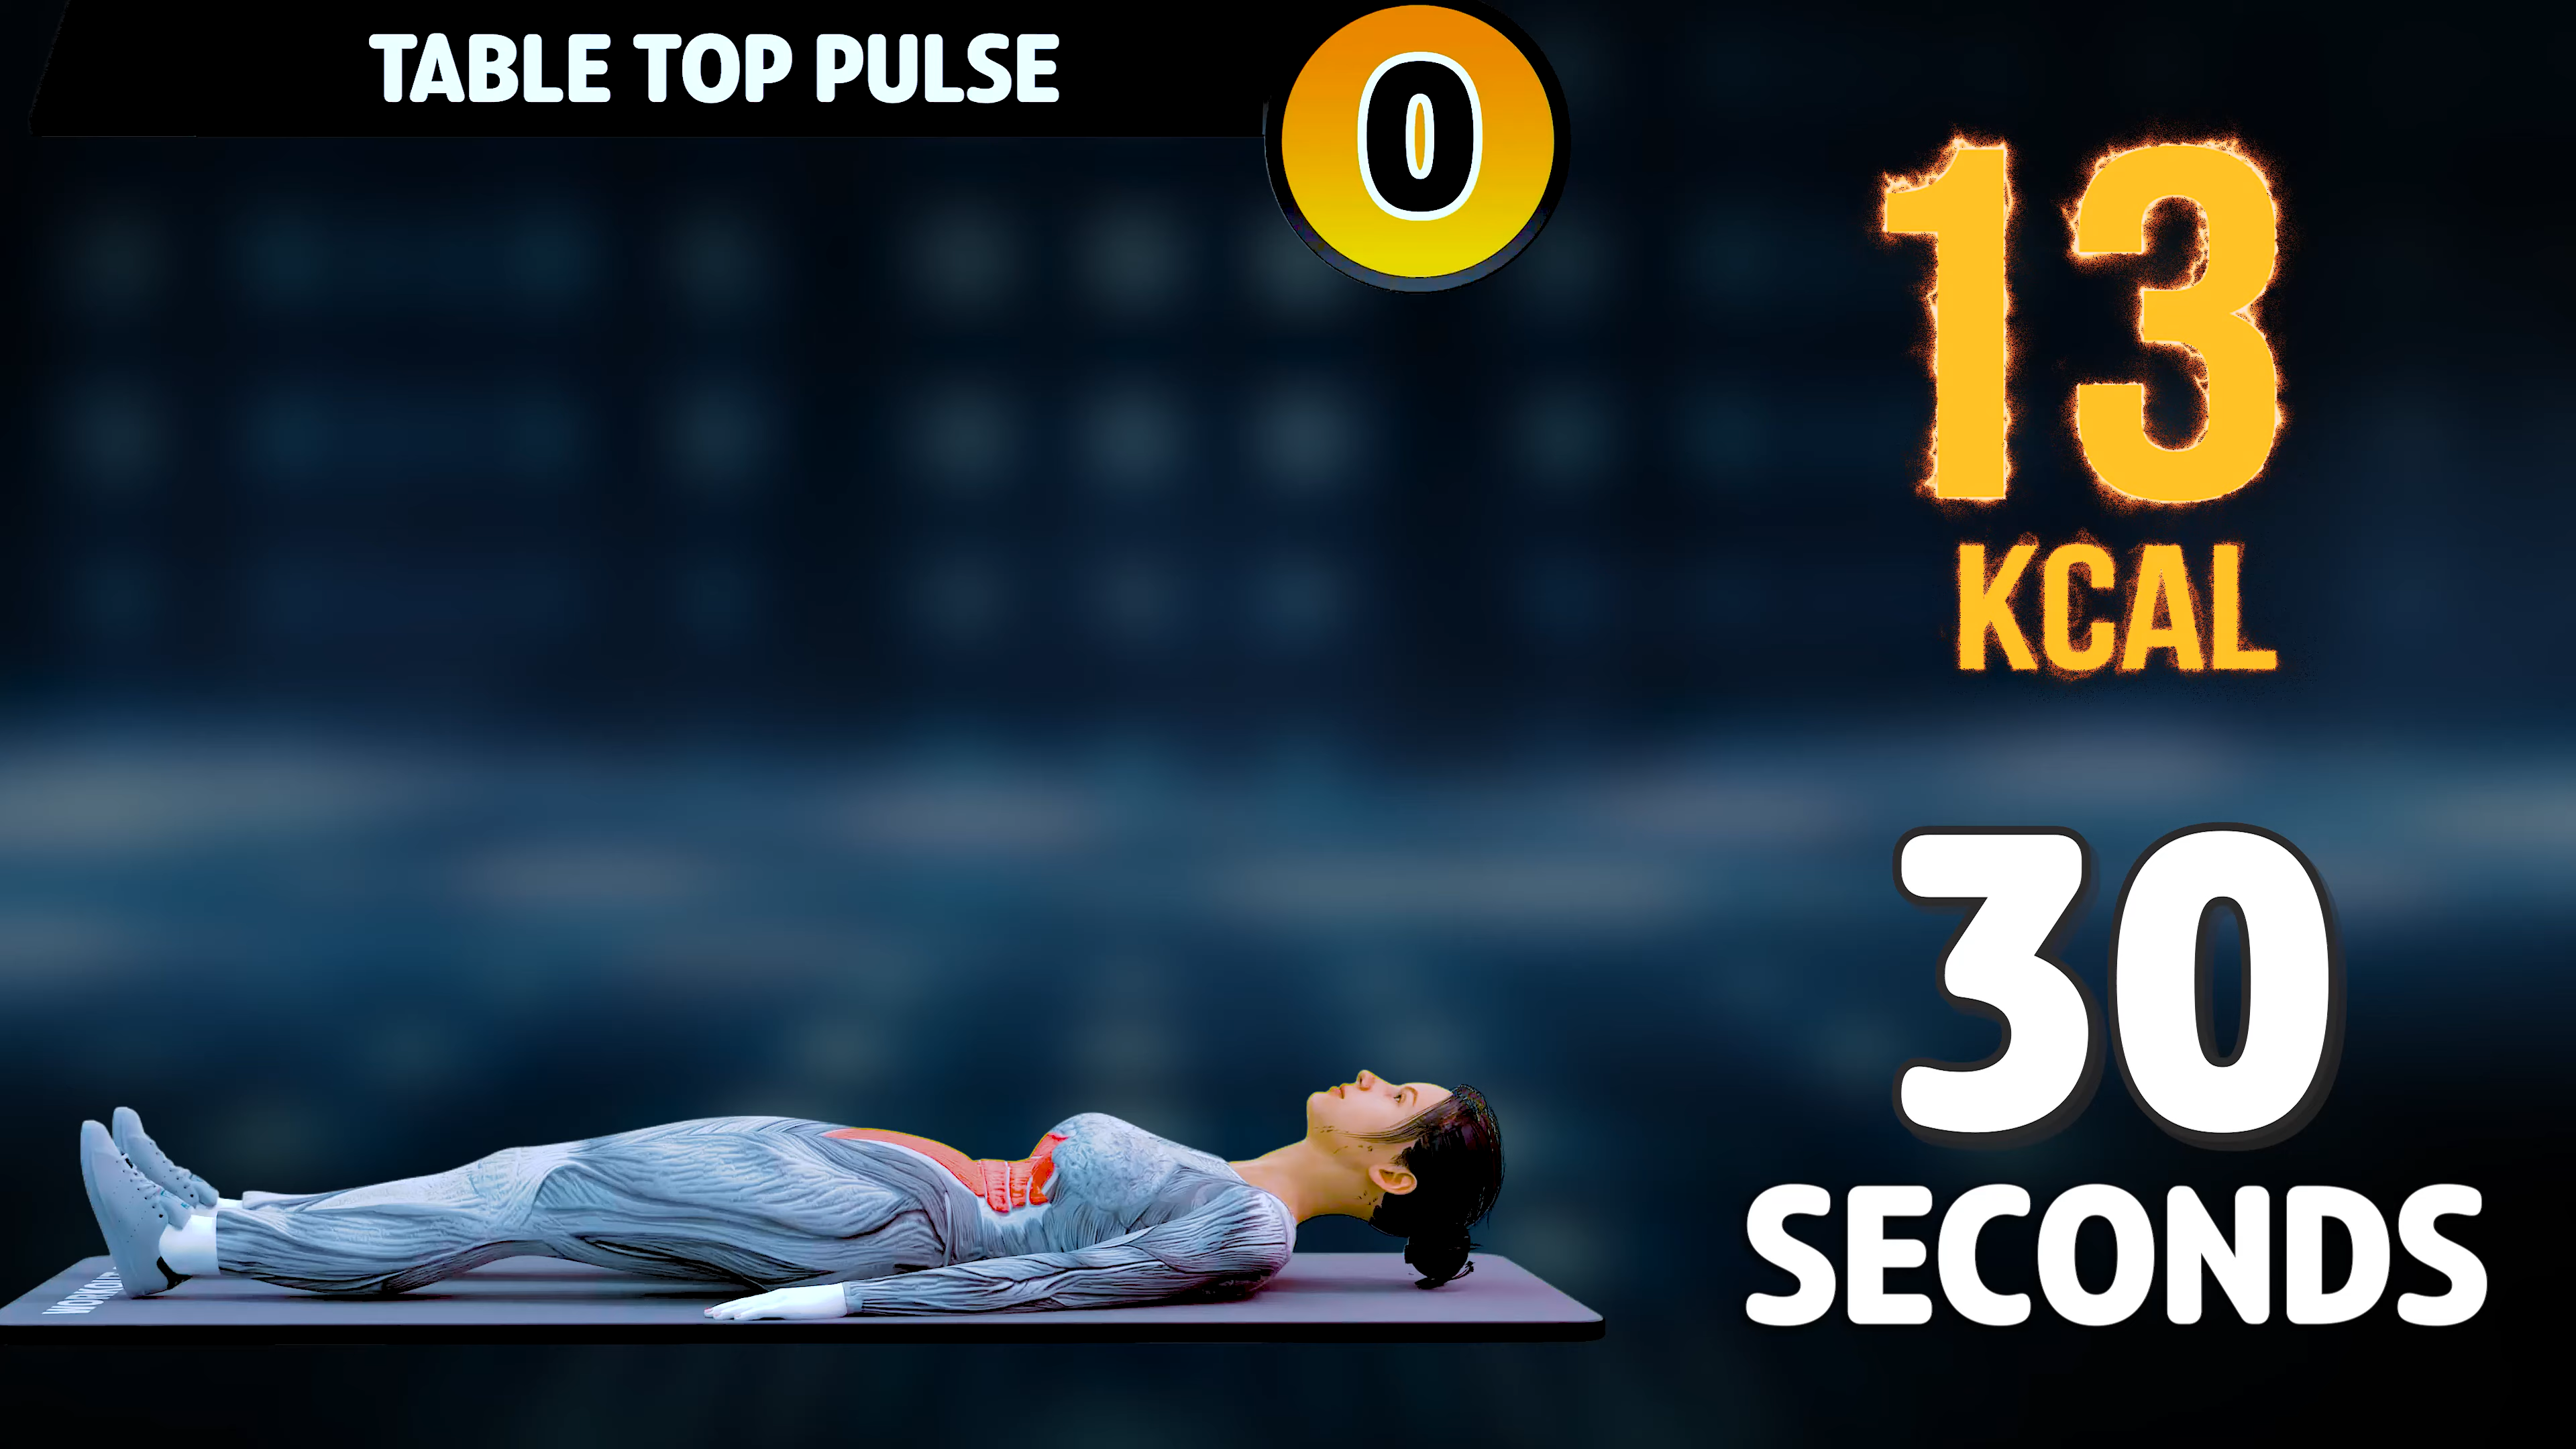 TABLE TOP PULSE
0
13
KCAL
30
SECONDS